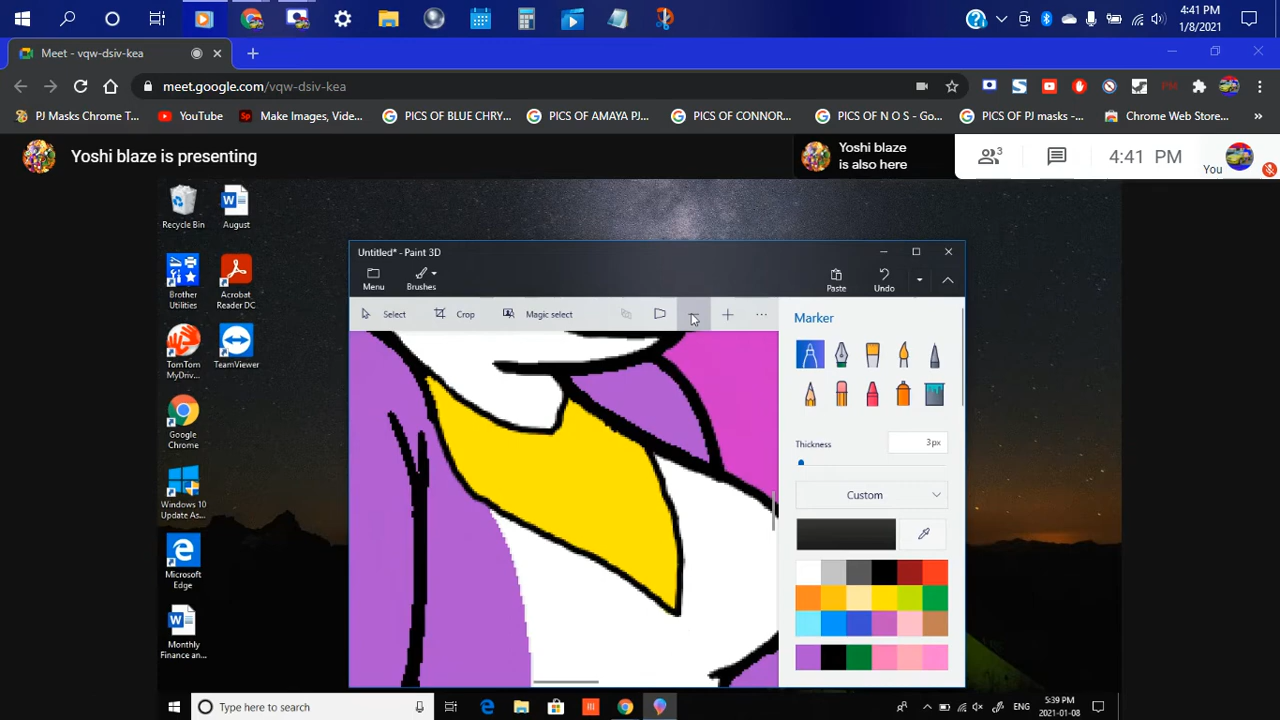 4:41 PM
1/8/2021
Meet - vqw-dsiv-kea
meet.google.com/vqw-dsiv-kea
PJ Masks Chrome T...
YouTube
Make Images, Vide...
PICS OF BLUE CHRY...
PICS OF AMAYA PJ...
PICS OF CONNOR...
PICS OF N O S - Go...
PICS OF PJ masks -...
Chrome Web Store...
Yoshi blaze is presenting
Yoshi blaze
is also here
3
4:41 PM
You
Recycle Bin
August
Brother
Utilities
Acrobat
Reader DC
TomTom
MyDriv...
TeamViewer
Google
Chrome
Windows 10
Update As...
Microsoft
Edge
Monthly
Finance an...
Untitled* - Paint 3D
Menu
Brushes
Paste
Undo
Select
Crop
Magic select
Marker
Thickness
3px
Custom
Type here to search
ENG
5:39 PM
2021-01-08